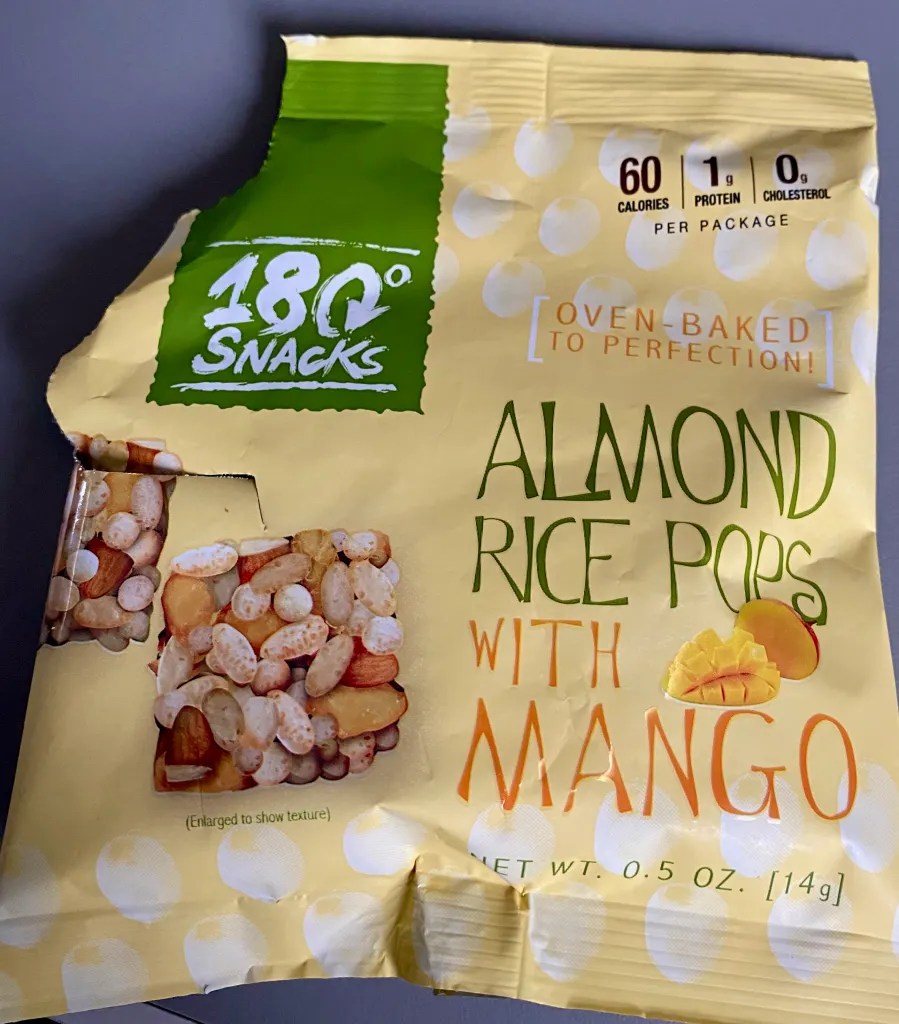 180°
SNACKS
60 CALORIES
1g PROTEIN
0g CHOLESTEROL
PER PACKAGE
[OVEN-BAKED
TO PERFECTION!]
ALMOND
RICE POPS
WITH
MANGO
(Enlarged to show texture)
NET WT. 0.5 OZ. [14g]